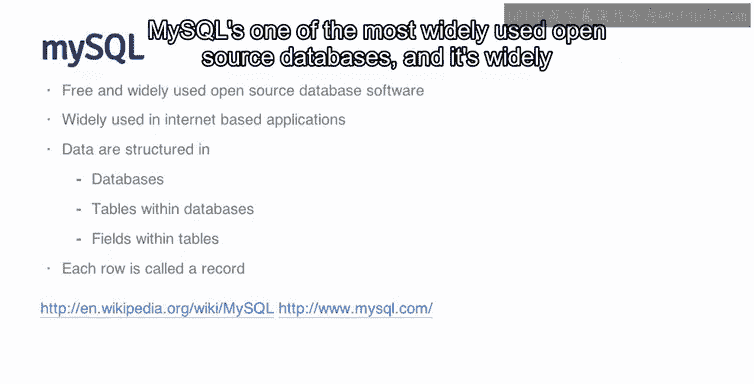 mySQL
MySQL's one of the most widely used open
source databases, and it's widely
· Free and widely used open source database software
· Widely used in internet based applications
· Data are structured in
- Databases
- Tables within databases
- Fields within tables
· Each row is called a record
http://en.wikipedia.org/wiki/MySQL http://www.mysql.com/